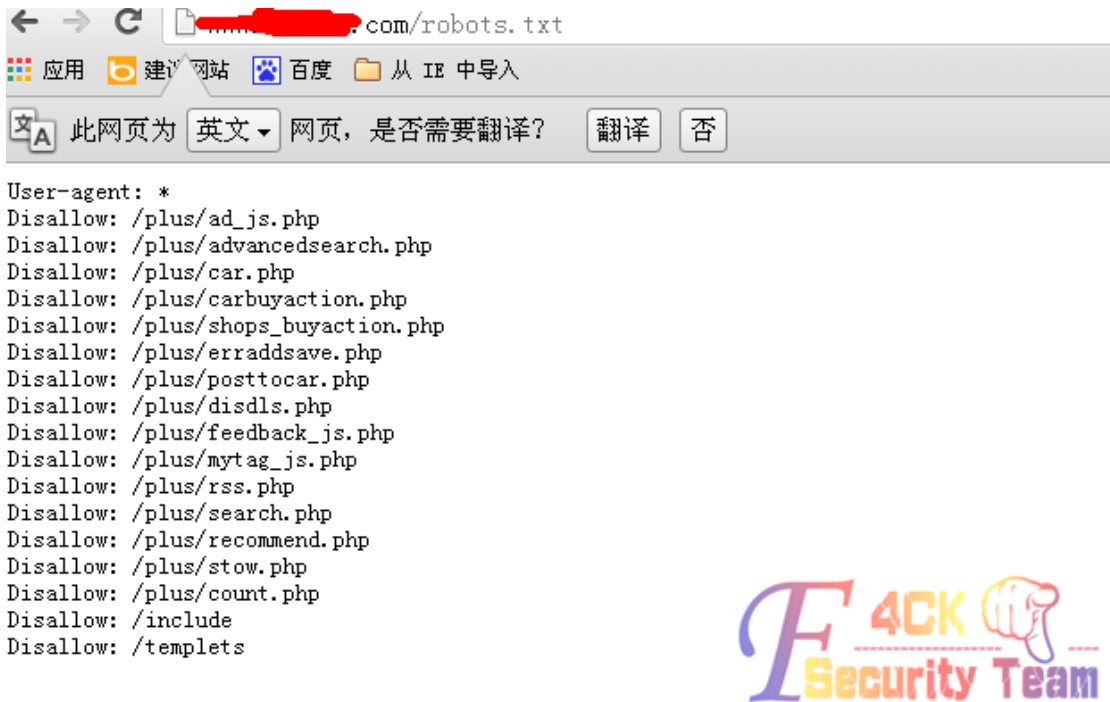 .com/robots.txt
应用 建议网站 百度 从 IE 中导入
此网页为 英文 网页，是否需要翻译？ 翻译 否
User-agent: *
Disallow: /plus/ad_js.php
Disallow: /plus/advancedsearch.php
Disallow: /plus/car.php
Disallow: /plus/carbuyaction.php
Disallow: /plus/shops_buyaction.php
Disallow: /plus/erraddsave.php
Disallow: /plus/posttocar.php
Disallow: /plus/disdls.php
Disallow: /plus/feedback_js.php
Disallow: /plus/mytag_js.php
Disallow: /plus/rss.php
Disallow: /plus/search.php
Disallow: /plus/recommend.php
Disallow: /plus/stow.php
Disallow: /plus/count.php
Disallow: /include
Disallow: /templets
F 4CK
Security Team